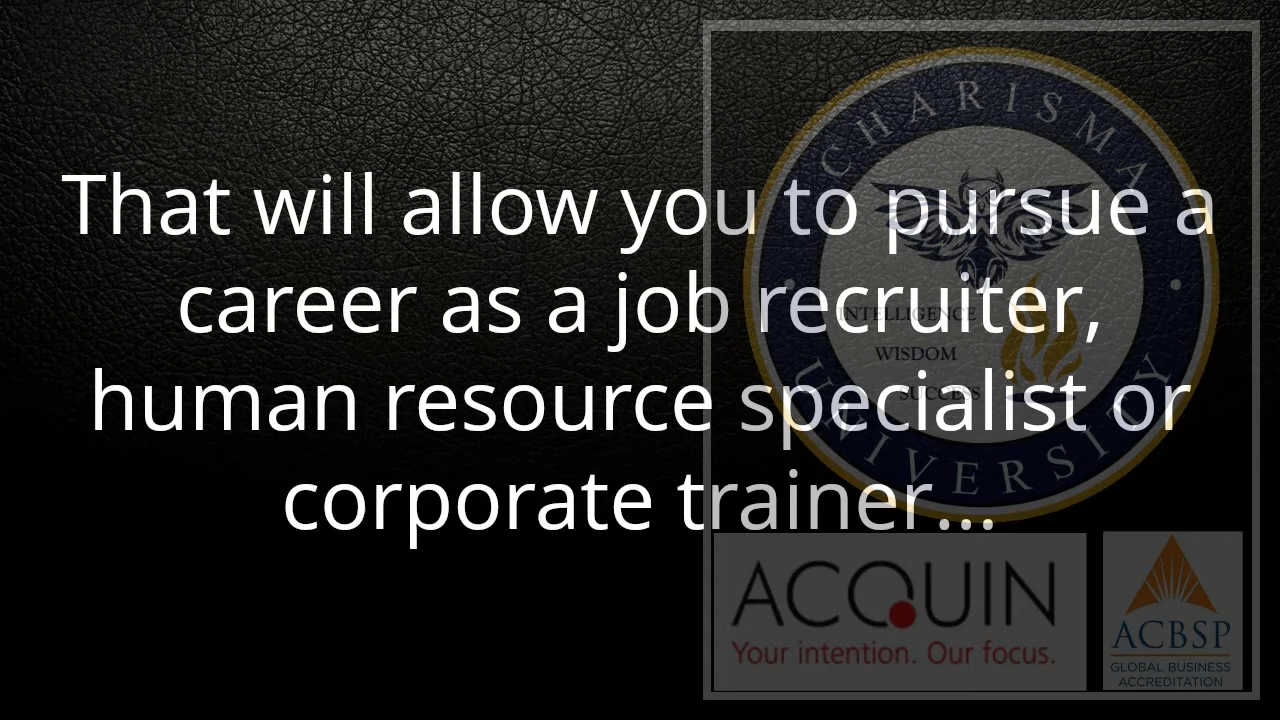 That will allow you to pursue a
career as a job recruiter,
human resource specialist or
corporate trainer...
CHARISMA
INTELLIGENCE
WISDOM
SUCCESS
UNIVERSITY
ACQUIN
Your intention. Our focus.
ACBSP
GLOBAL BUSINESS
ACCREDITATION